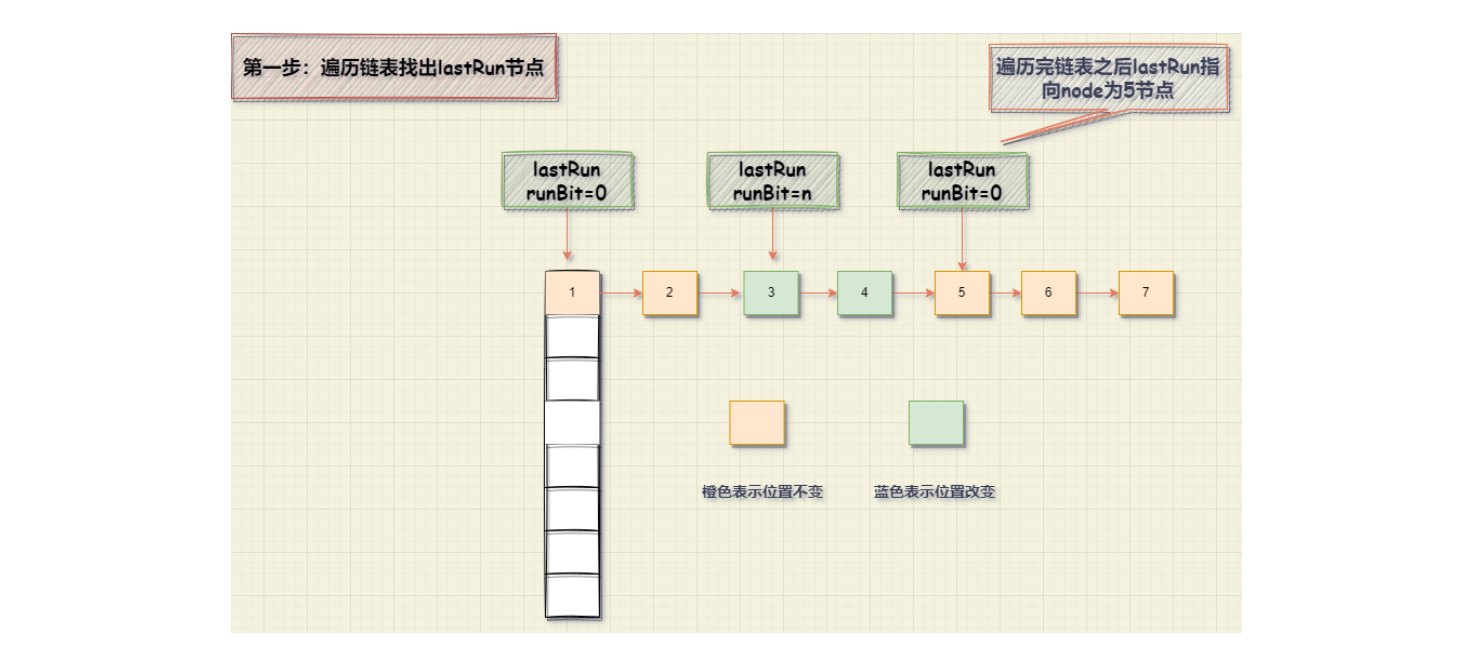 第一步：遍历链表找出lastRun节点
遍历完链表之后lastRun指
向node为5节点
lastRun
runBit=0
lastRun
runBit=n
lastRun
runBit=0
1
2
3
4
5
6
7
橙色表示位置不变
蓝色表示位置改变